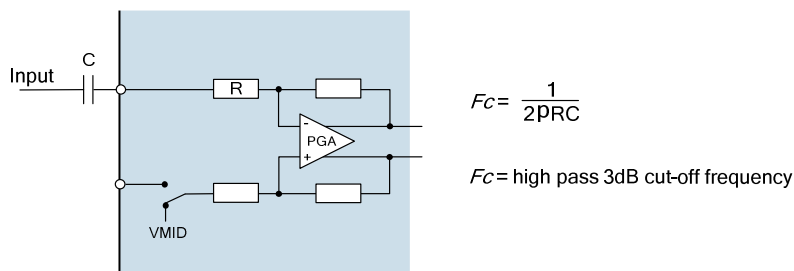 C
Input
R
-
PGA
+
VMID
Fc = 1
2pRC
Fc = high pass 3dB cut-off frequency